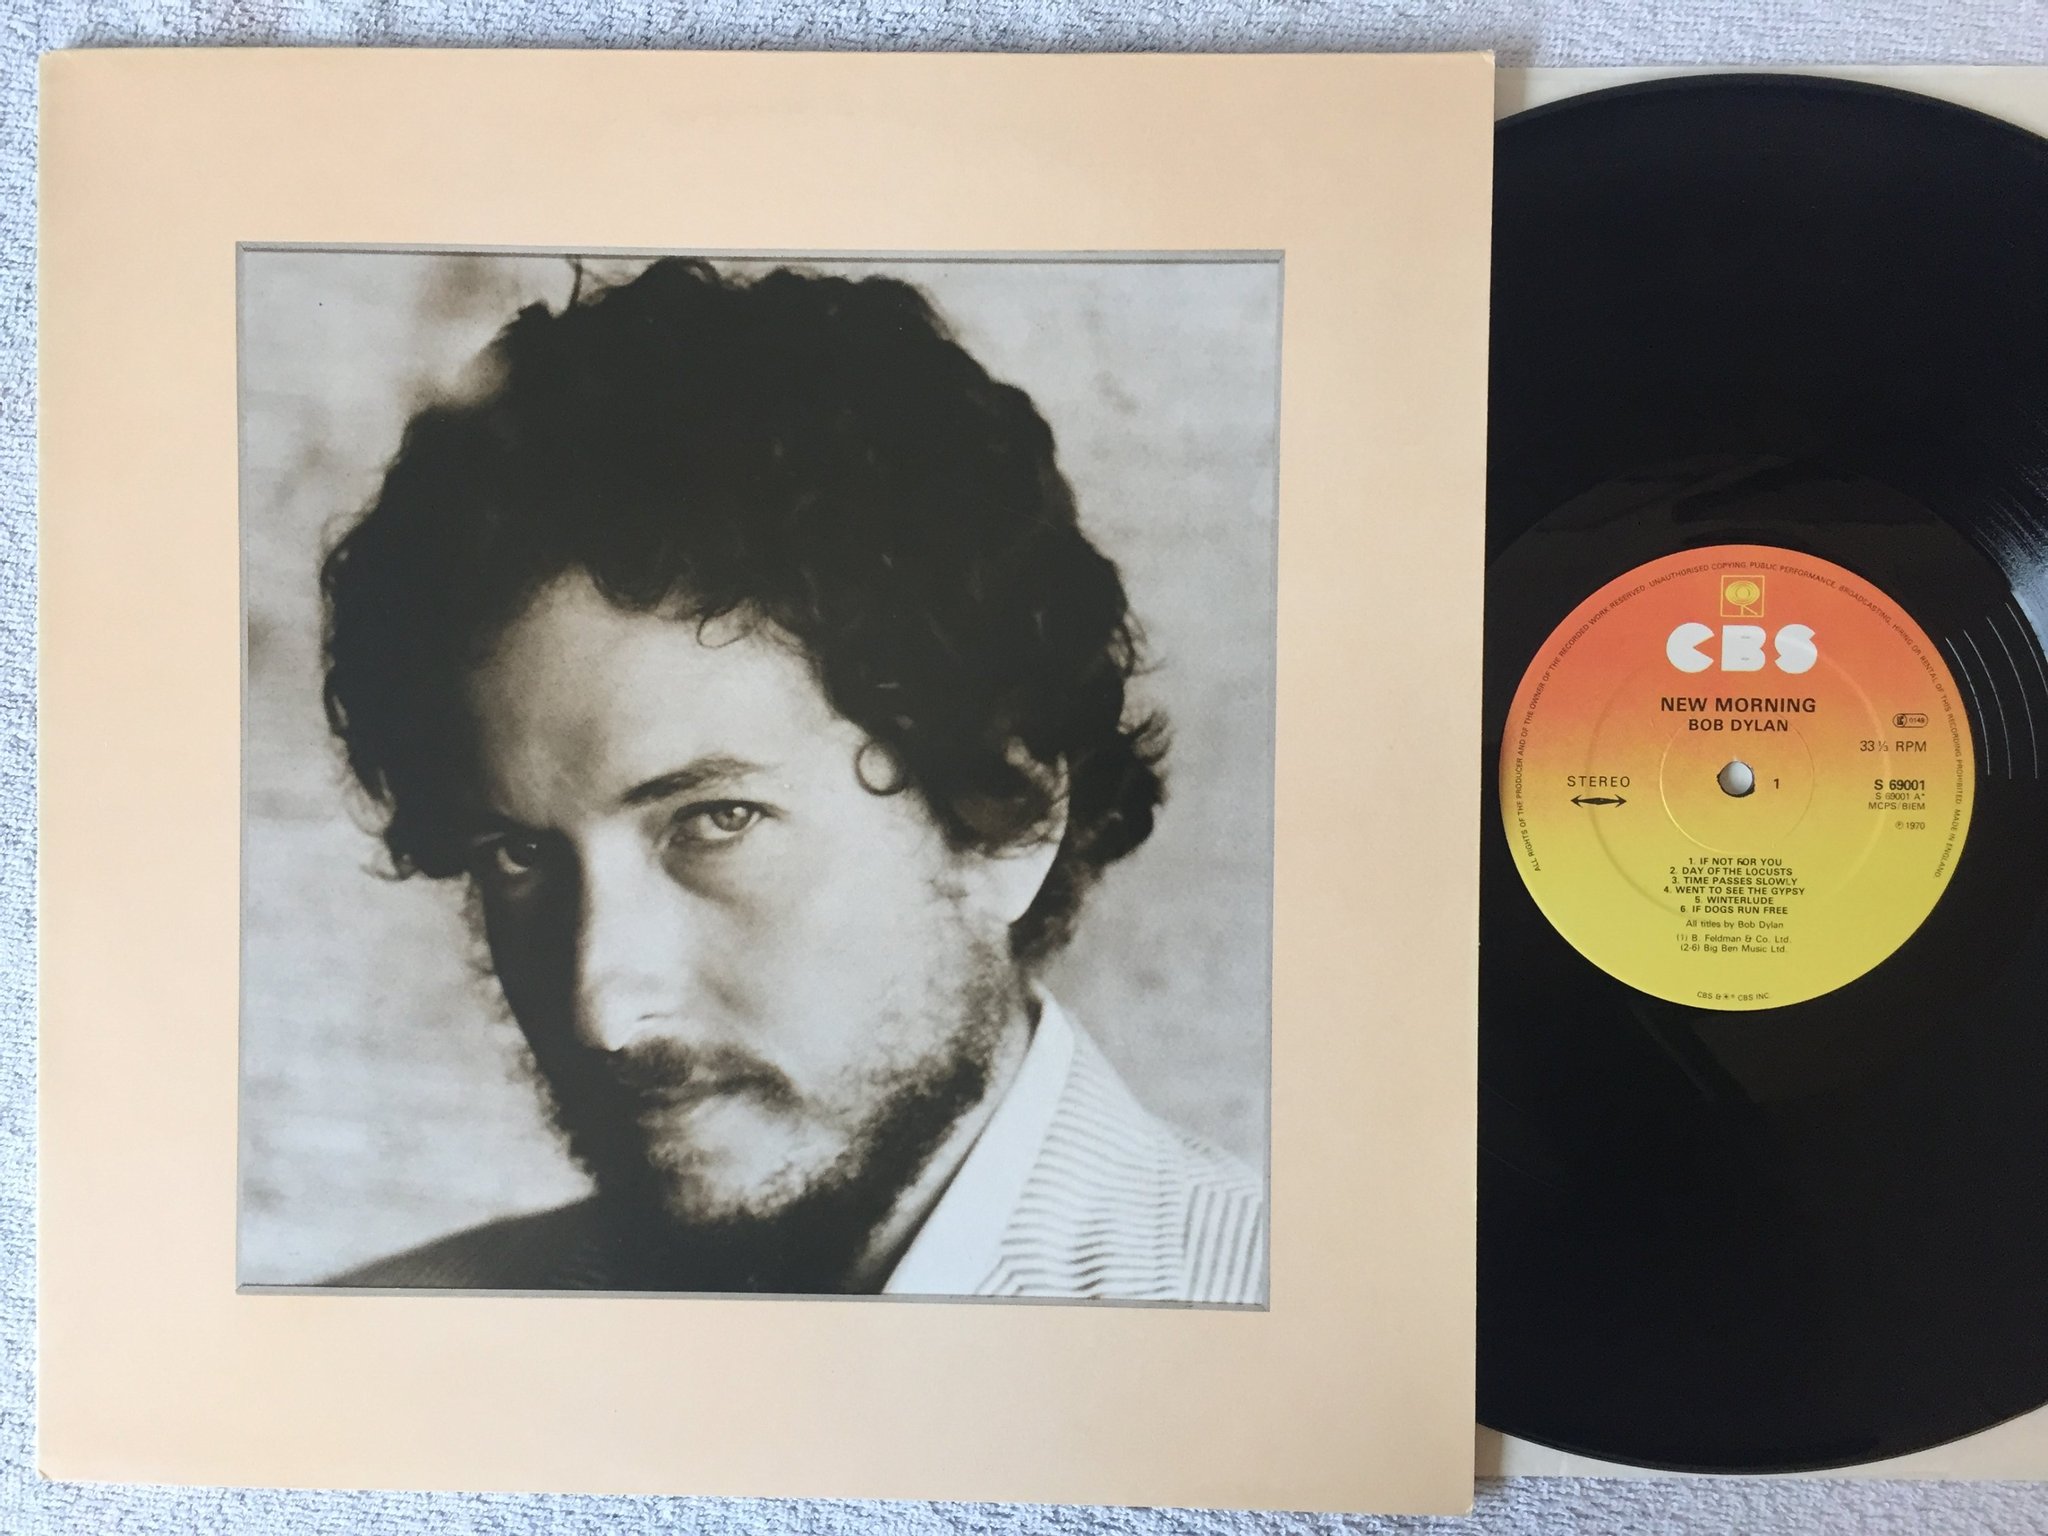 ALL RIGHTS OF THE PRODUCER AND OF THE OWNER OF THE RECORDED WORK RESERVED. UNAUTHORISED COPYING, PUBLIC PERFORMANCE, BROADCASTING, HIRING OR RENTAL OF THIS RECORDING PROHIBITED. MADE IN ENGLAND.
CBS
NEW MORNING
BOB DYLAN
LC 0149
33⅓ RPM
STEREO
1
S 69001
S 69001 A*
MCPS/BIEM
℗ 1970
1. IF NOT FOR YOU
2. DAY OF THE LOCUSTS
3. TIME PASSES SLOWLY
4. WENT TO SEE THE GYPSY
5. WINTERLUDE
6. IF DOGS RUN FREE
All titles by Bob Dylan
(1) B. Feldman & Co. Ltd.
(2-6) Big Ben Music Ltd.
CBS & ® CBS INC.